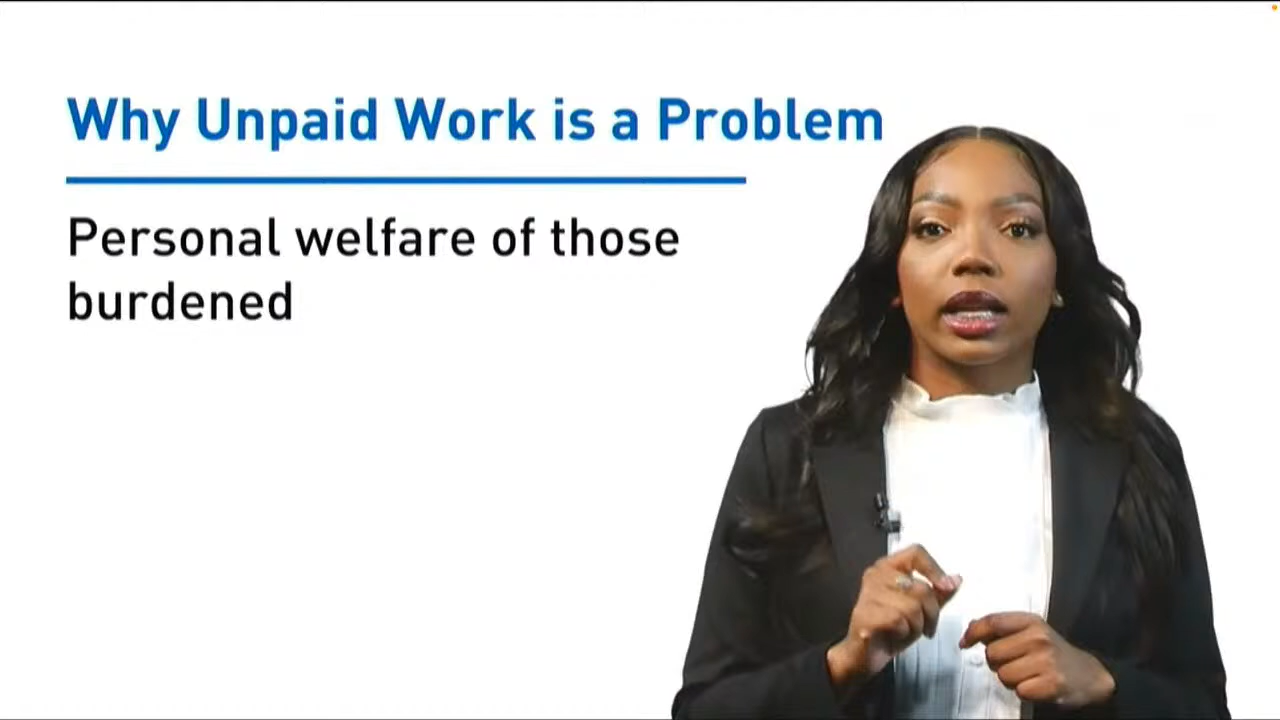 Why Unpaid Work is a Problem
Personal welfare of those
burdened